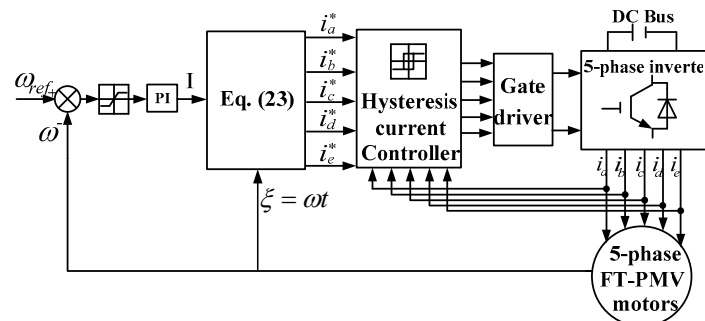 DC Bus
5-phase inverte
ω_ref +
ω -
PI
I
Eq. (23)
i_a^*
i_b^*
i_c^*
i_d^*
i_e^*
Hysteresis
current
Controller
Gate
driver
i_a i_b i_c i_d i_e
ξ = ωt
5-phase
FT-PMV
motors